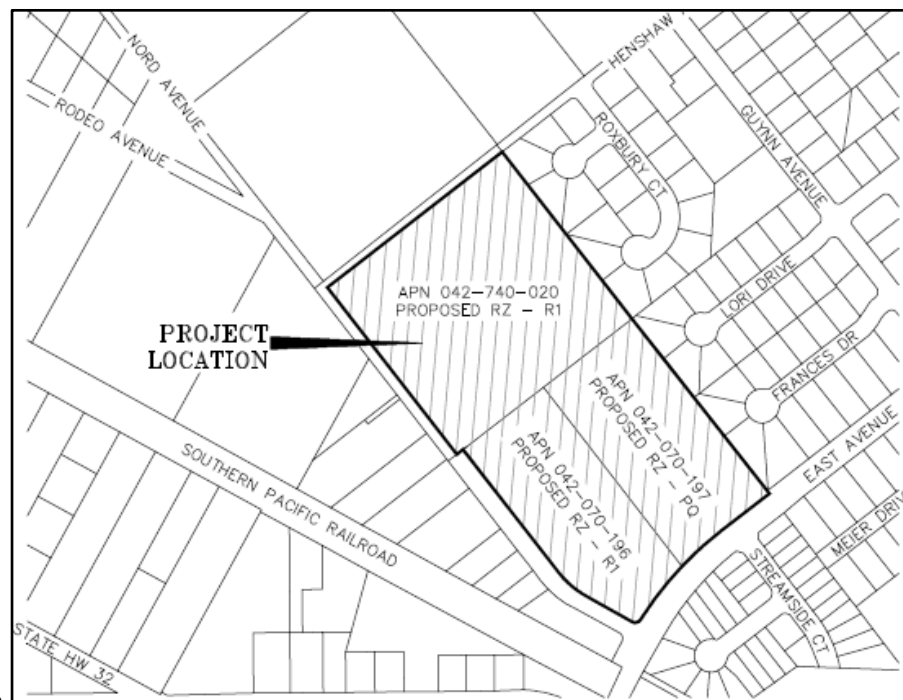 NORD AVENUE
HENSHAW
RODEO AVENUE
ROXBURY CT
GUYNN AVENUE
APN 042-740-020
PROPOSED RZ - R1
LORI DRIVE
PROJECT
LOCATION
FRANCES DR
APN 042-070-197
PROPOSED RZ - PQ
EAST AVENUE
APN 042-070-196
PROPOSED RZ - R1
SOUTHERN PACIFIC RAILROAD
MEIER DRIV
STREAMSIDE CT
STATE HW 32